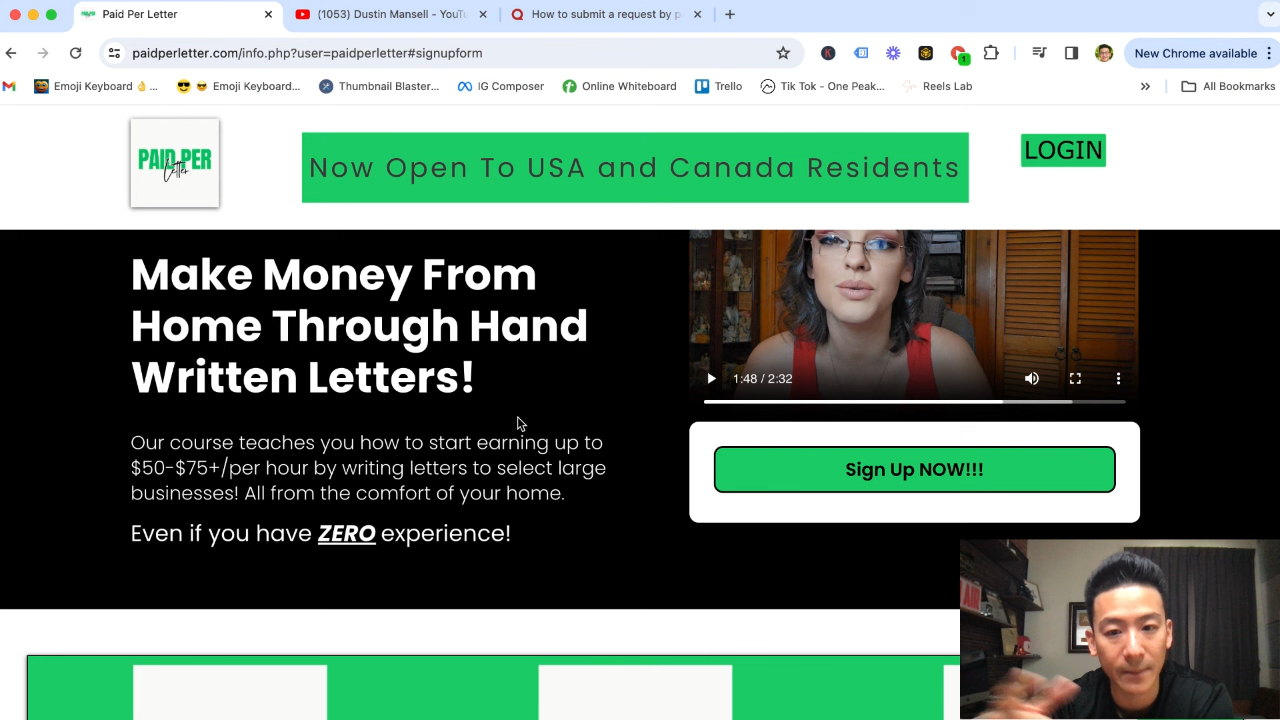 Paid Per Letter
(1053) Dustin Mansell - YouTu
How to submit a request by p
paidperletter.com/info.php?user=paidperletter#signupform
1
New Chrome available
Emoji Keyboard 👌 ...
😎 Emoji Keyboard...
Thumbnail Blaster...
IG Composer
Online Whiteboard
Trello
Tik Tok - One Peak...
Reels Lab
All Bookmarks
PAID PER
Letter
Now Open To USA and Canada Residents
LOGIN
Make Money From
Home Through Hand
Written Letters!
1:48 / 2:32
Our course teaches you how to start earning up to
$50-$75+/per hour by writing letters to select large
businesses! All from the comfort of your home.
Even if you have ZERO experience!
Sign Up NOW!!!